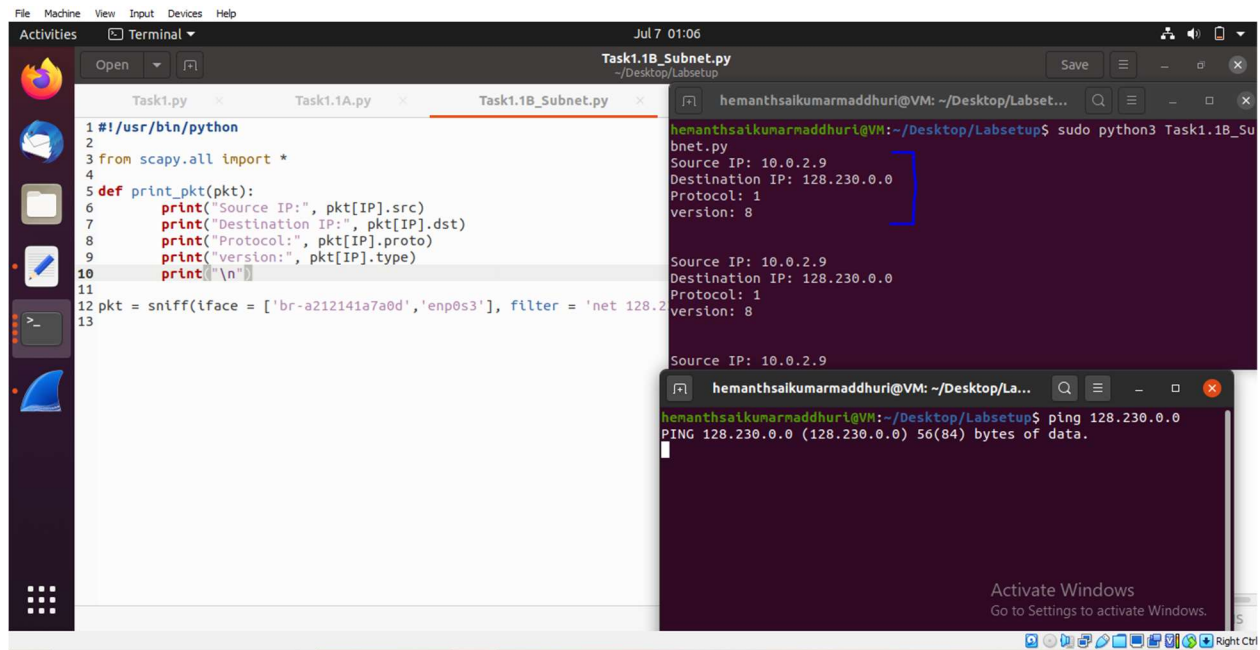 File Machine View Input Devices Help
Activities Terminal Jul 7 01:06
Open Task1.1B_Subnet.py Save
~/Desktop/Labsetup
Task1.py × Task1.1A.py × Task1.1B_Subnet.py ×
1 #!/usr/bin/python
2
3 from scapy.all import *
4
5 def print_pkt(pkt):
6 print("Source IP:", pkt[IP].src)
7 print("Destination IP:", pkt[IP].dst)
8 print("Protocol:", pkt[IP].proto)
9 print("version:", pkt[IP].type)
10 print("\n")
11
12 pkt = sniff(iface = ['br-a212141a7a0d','enp0s3'], filter = 'net 128.2
13
hemanthsaikumarmaddhuri@VM: ~/Desktop/Labset...
hemanthsaikumarmaddhuri@VM:~/Desktop/Labsetup$ sudo python3 Task1.1B_Su
bnet.py
Source IP: 10.0.2.9
Destination IP: 128.230.0.0
Protocol: 1
version: 8
Source IP: 10.0.2.9
Destination IP: 128.230.0.0
Protocol: 1
version: 8
Source IP: 10.0.2.9
hemanthsaikumarmaddhuri@VM: ~/Desktop/La...
hemanthsaikumarmaddhuri@VM:~/Desktop/Labsetup$ ping 128.230.0.0
PING 128.230.0.0 (128.230.0.0) 56(84) bytes of data.
Activate Windows
Go to Settings to activate Windows.
Right Ctrl